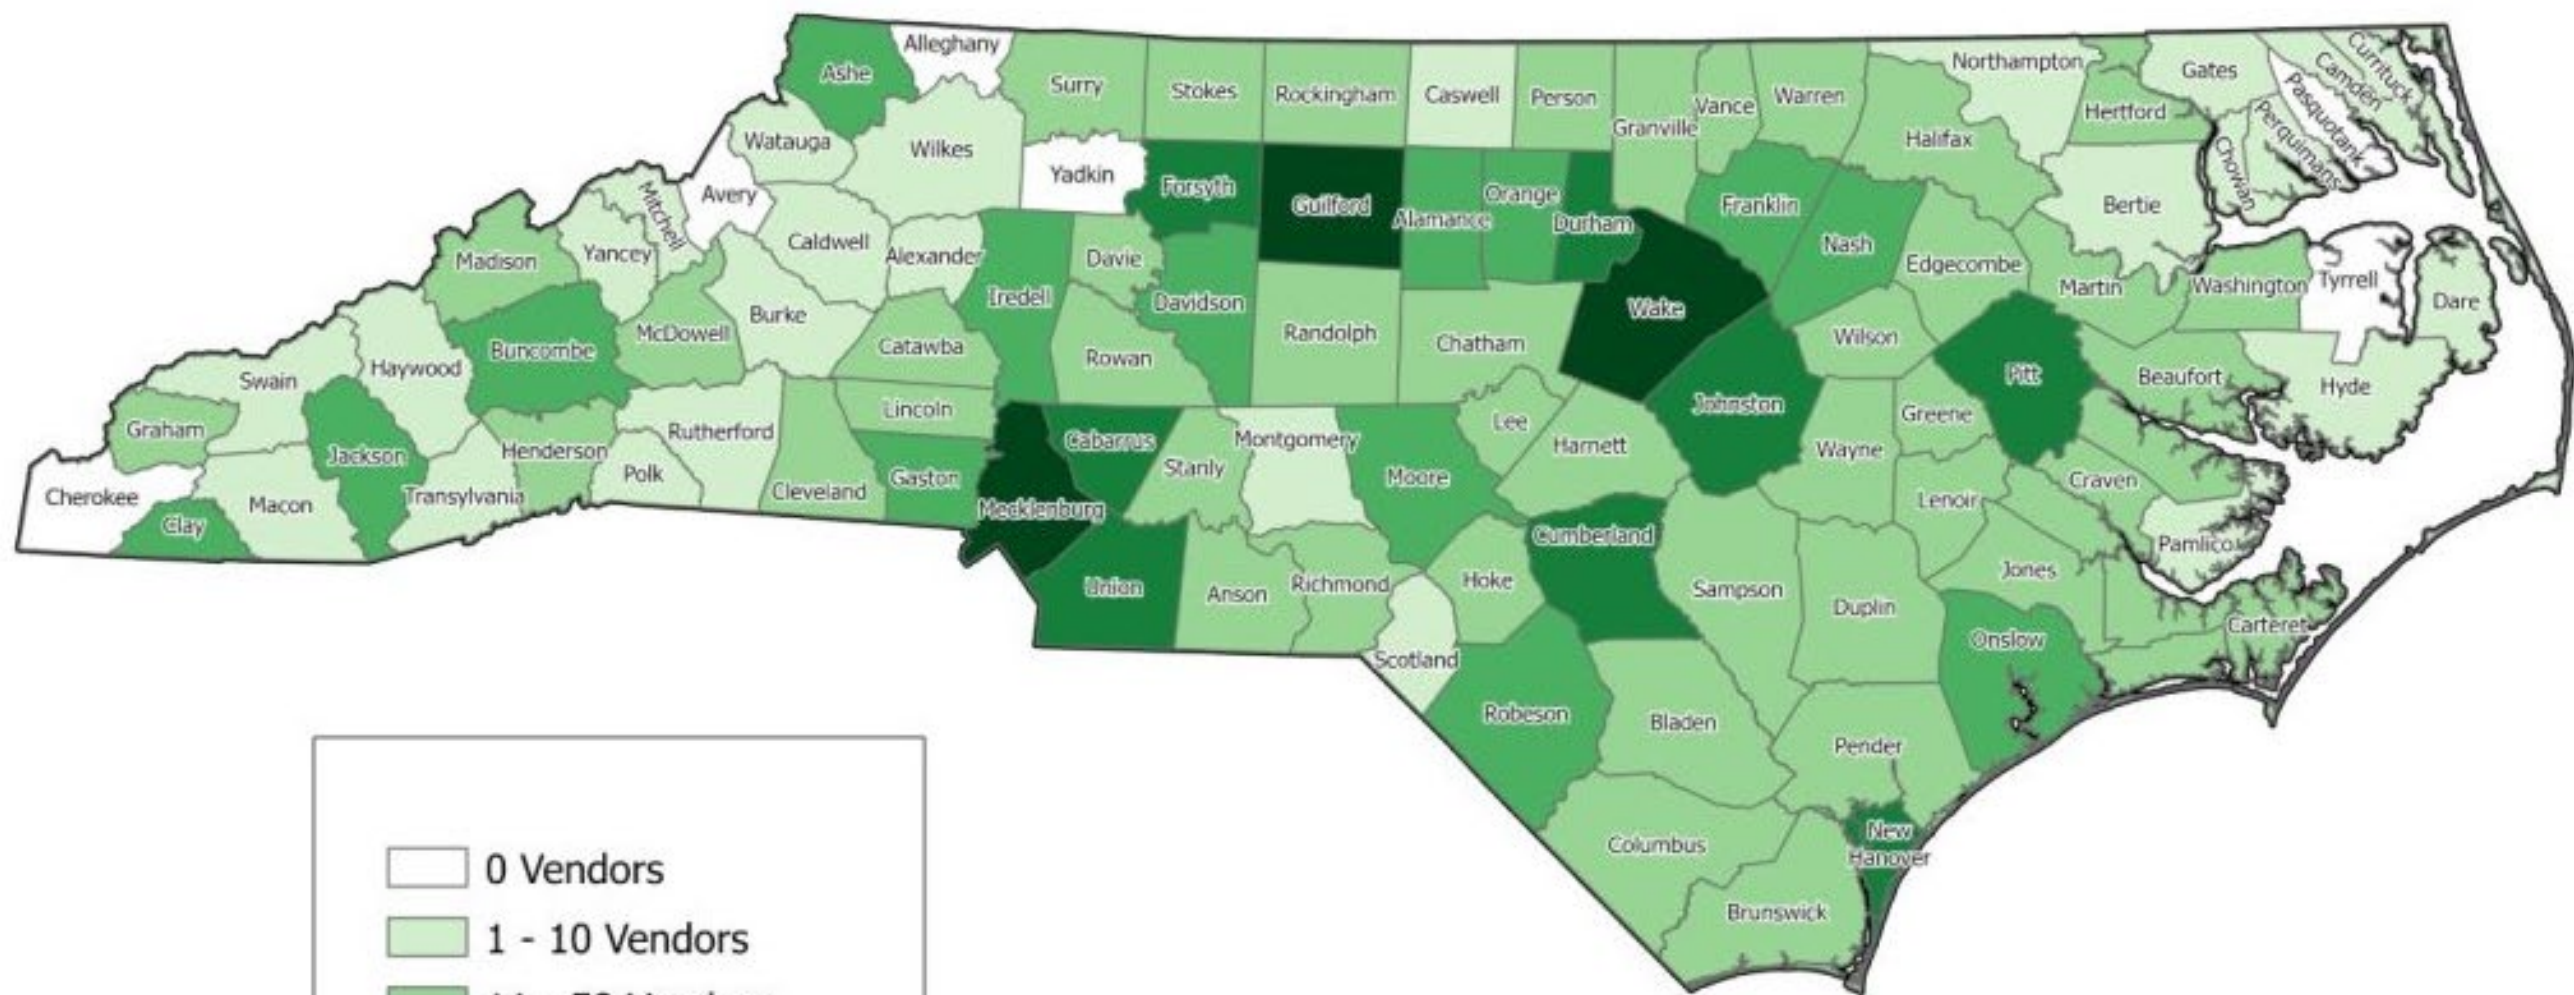 Alleghany
Ashe
Surry
Stokes
Rockingham
Caswell
Person
Granville
Vance
Warren
Northampton
Halifax
Hertford
Gates
Currituck
Camden
Pasquotank
Perquimans
Chowan
Watauga
Wilkes
Yadkin
Forsyth
Guilford
Alamance
Orange
Durham
Franklin
Nash
Bertie
Mitchell
Avery
Yancey
Madison
Caldwell
Alexander
Iredell
Davie
Davidson
Randolph
Chatham
Wake
Edgecombe
Martin
Washington
Tyrrell
Dare
Buncombe
McDowell
Burke
Catawba
Rowan
Wilson
Pitt
Beaufort
Hyde
Swain
Haywood
Graham
Jackson
Henderson
Rutherford
Polk
Lincoln
Gaston
Cleveland
Cabarrus
Stanly
Montgomery
Moore
Lee
Harnett
Johnston
Wayne
Greene
Lenoir
Craven
Pamlico
Cherokee
Clay
Macon
Transylvania
Mecklenburg
Union
Anson
Richmond
Hoke
Cumberland
Sampson
Duplin
Jones
Onslow
Carteret
Scotland
Robeson
Bladen
Pender
Columbus
New
Hanover
Brunswick
0 Vendors
1 - 10 Vendors